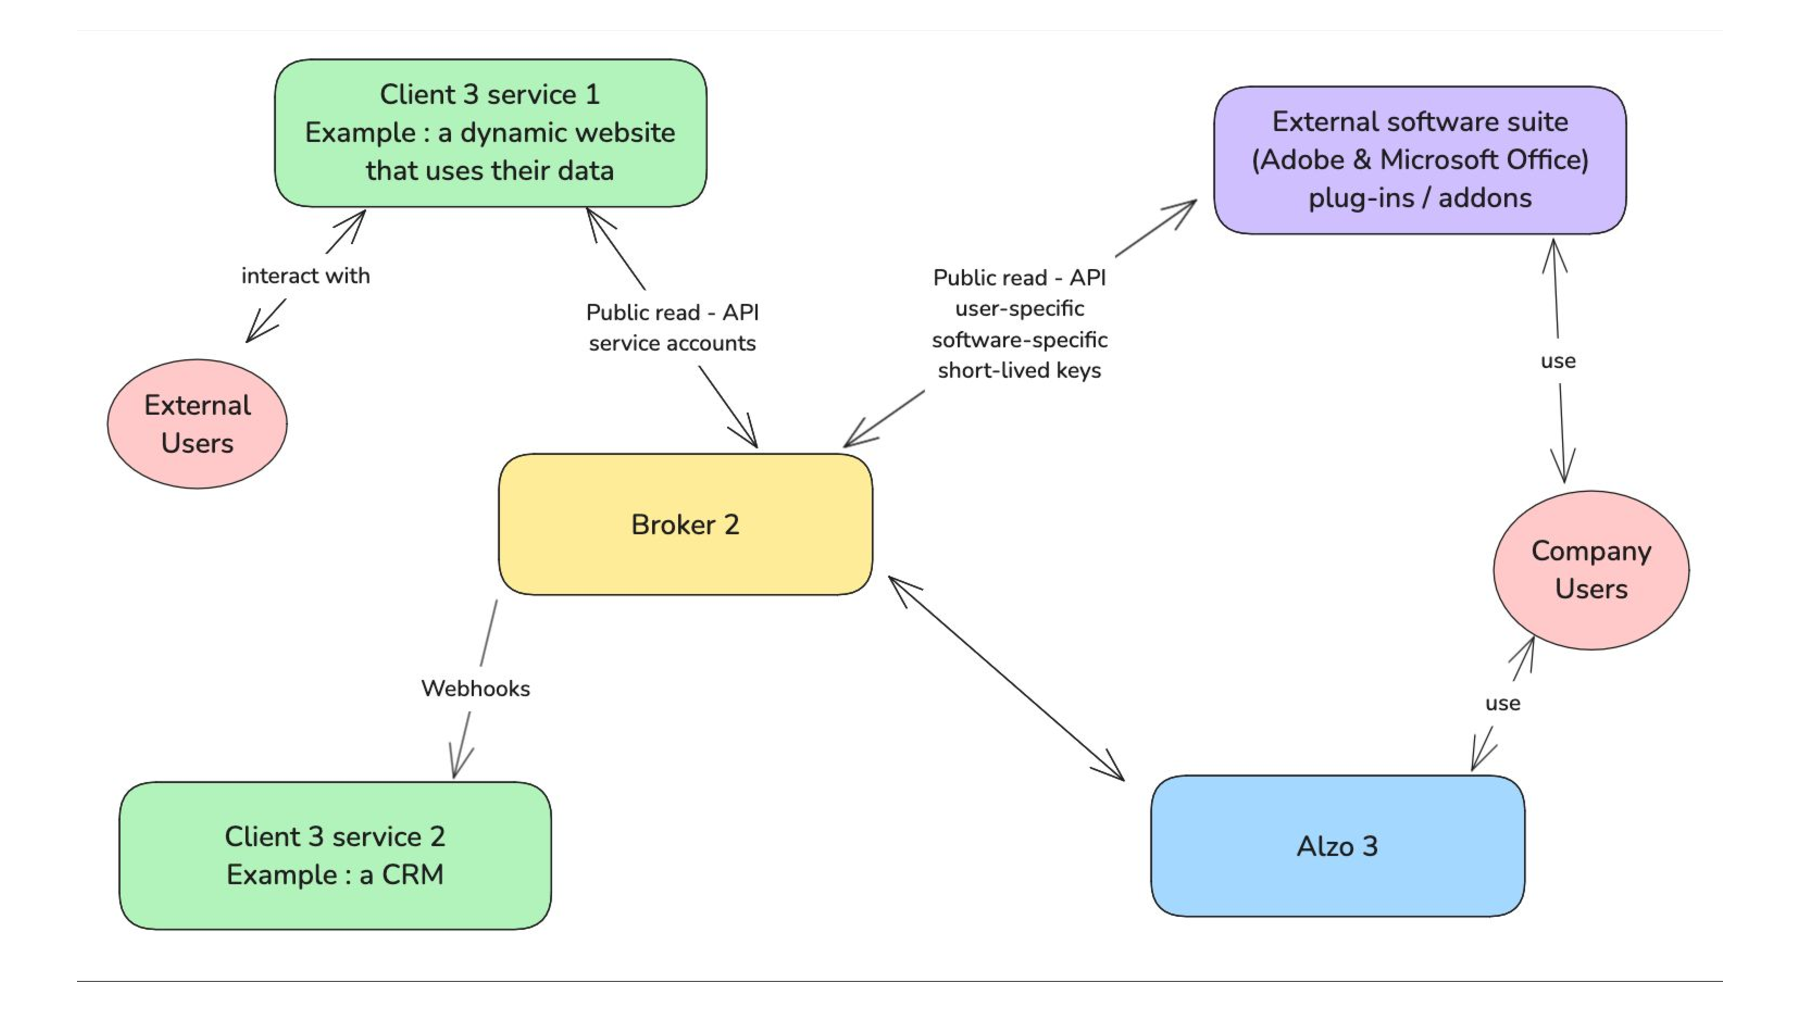 Client 3 service 1
Example : a dynamic website
that uses their data
External software suite
(Adobe & Microsoft Office)
plug-ins / addons
interact with
Public read - API
service accounts
Public read - API
user-specific
software-specific
short-lived keys
use
External
Users
Broker 2
Company
Users
Webhooks
use
Client 3 service 2
Example : a CRM
Alzo 3